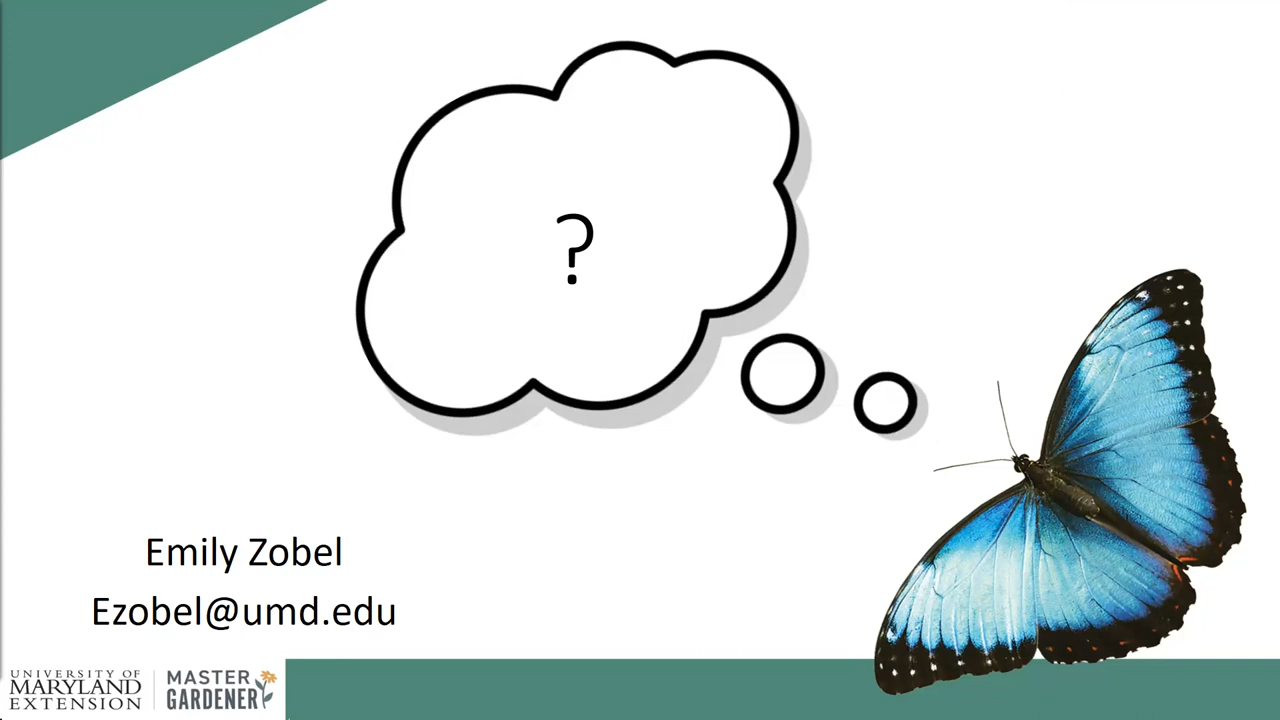 ?
Emily Zobel
Ezobel@umd.edu
UNIVERSITY OF
MARYLAND
EXTENSION
MASTER
GARDENER